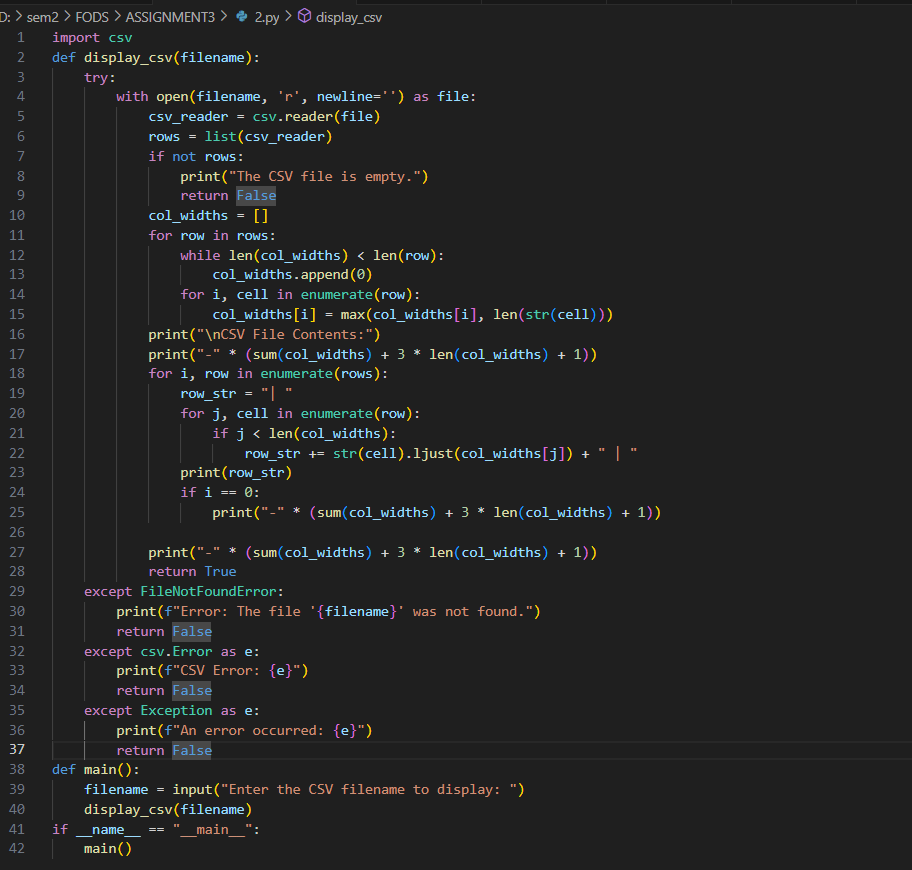 D: > sem2 > FODS > ASSIGNMENT3 > 2.py > display_csv
1 import csv
2 def display_csv(filename):
3     try:
4         with open(filename, 'r', newline='') as file:
5             csv_reader = csv.reader(file)
6             rows = list(csv_reader)
7             if not rows:
8                 print("The CSV file is empty.")
9                 return False
10             col_widths = []
11             for row in rows:
12                 while len(col_widths) < len(row):
13                     col_widths.append(0)
14                 for i, cell in enumerate(row):
15                     col_widths[i] = max(col_widths[i], len(str(cell)))
16             print("\nCSV File Contents:")
17             print("-" * (sum(col_widths) + 3 * len(col_widths) + 1))
18             for i, row in enumerate(rows):
19                 row_str = "| "
20                 for j, cell in enumerate(row):
21                     if j < len(col_widths):
22                         row_str += str(cell).ljust(col_widths[j]) + " | "
23                 print(row_str)
24                 if i == 0:
25                     print("-" * (sum(col_widths) + 3 * len(col_widths) + 1))
26
27             print("-" * (sum(col_widths) + 3 * len(col_widths) + 1))
28             return True
29     except FileNotFoundError:
30         print(f"Error: The file '{filename}' was not found.")
31         return False
32     except csv.Error as e:
33         print(f"CSV Error: {e}")
34         return False
35     except Exception as e:
36         print(f"An error occurred: {e}")
37         return False
38 def main():
39     filename = input("Enter the CSV filename to display: ")
40     display_csv(filename)
41 if __name__ == "__main__":
42     main()